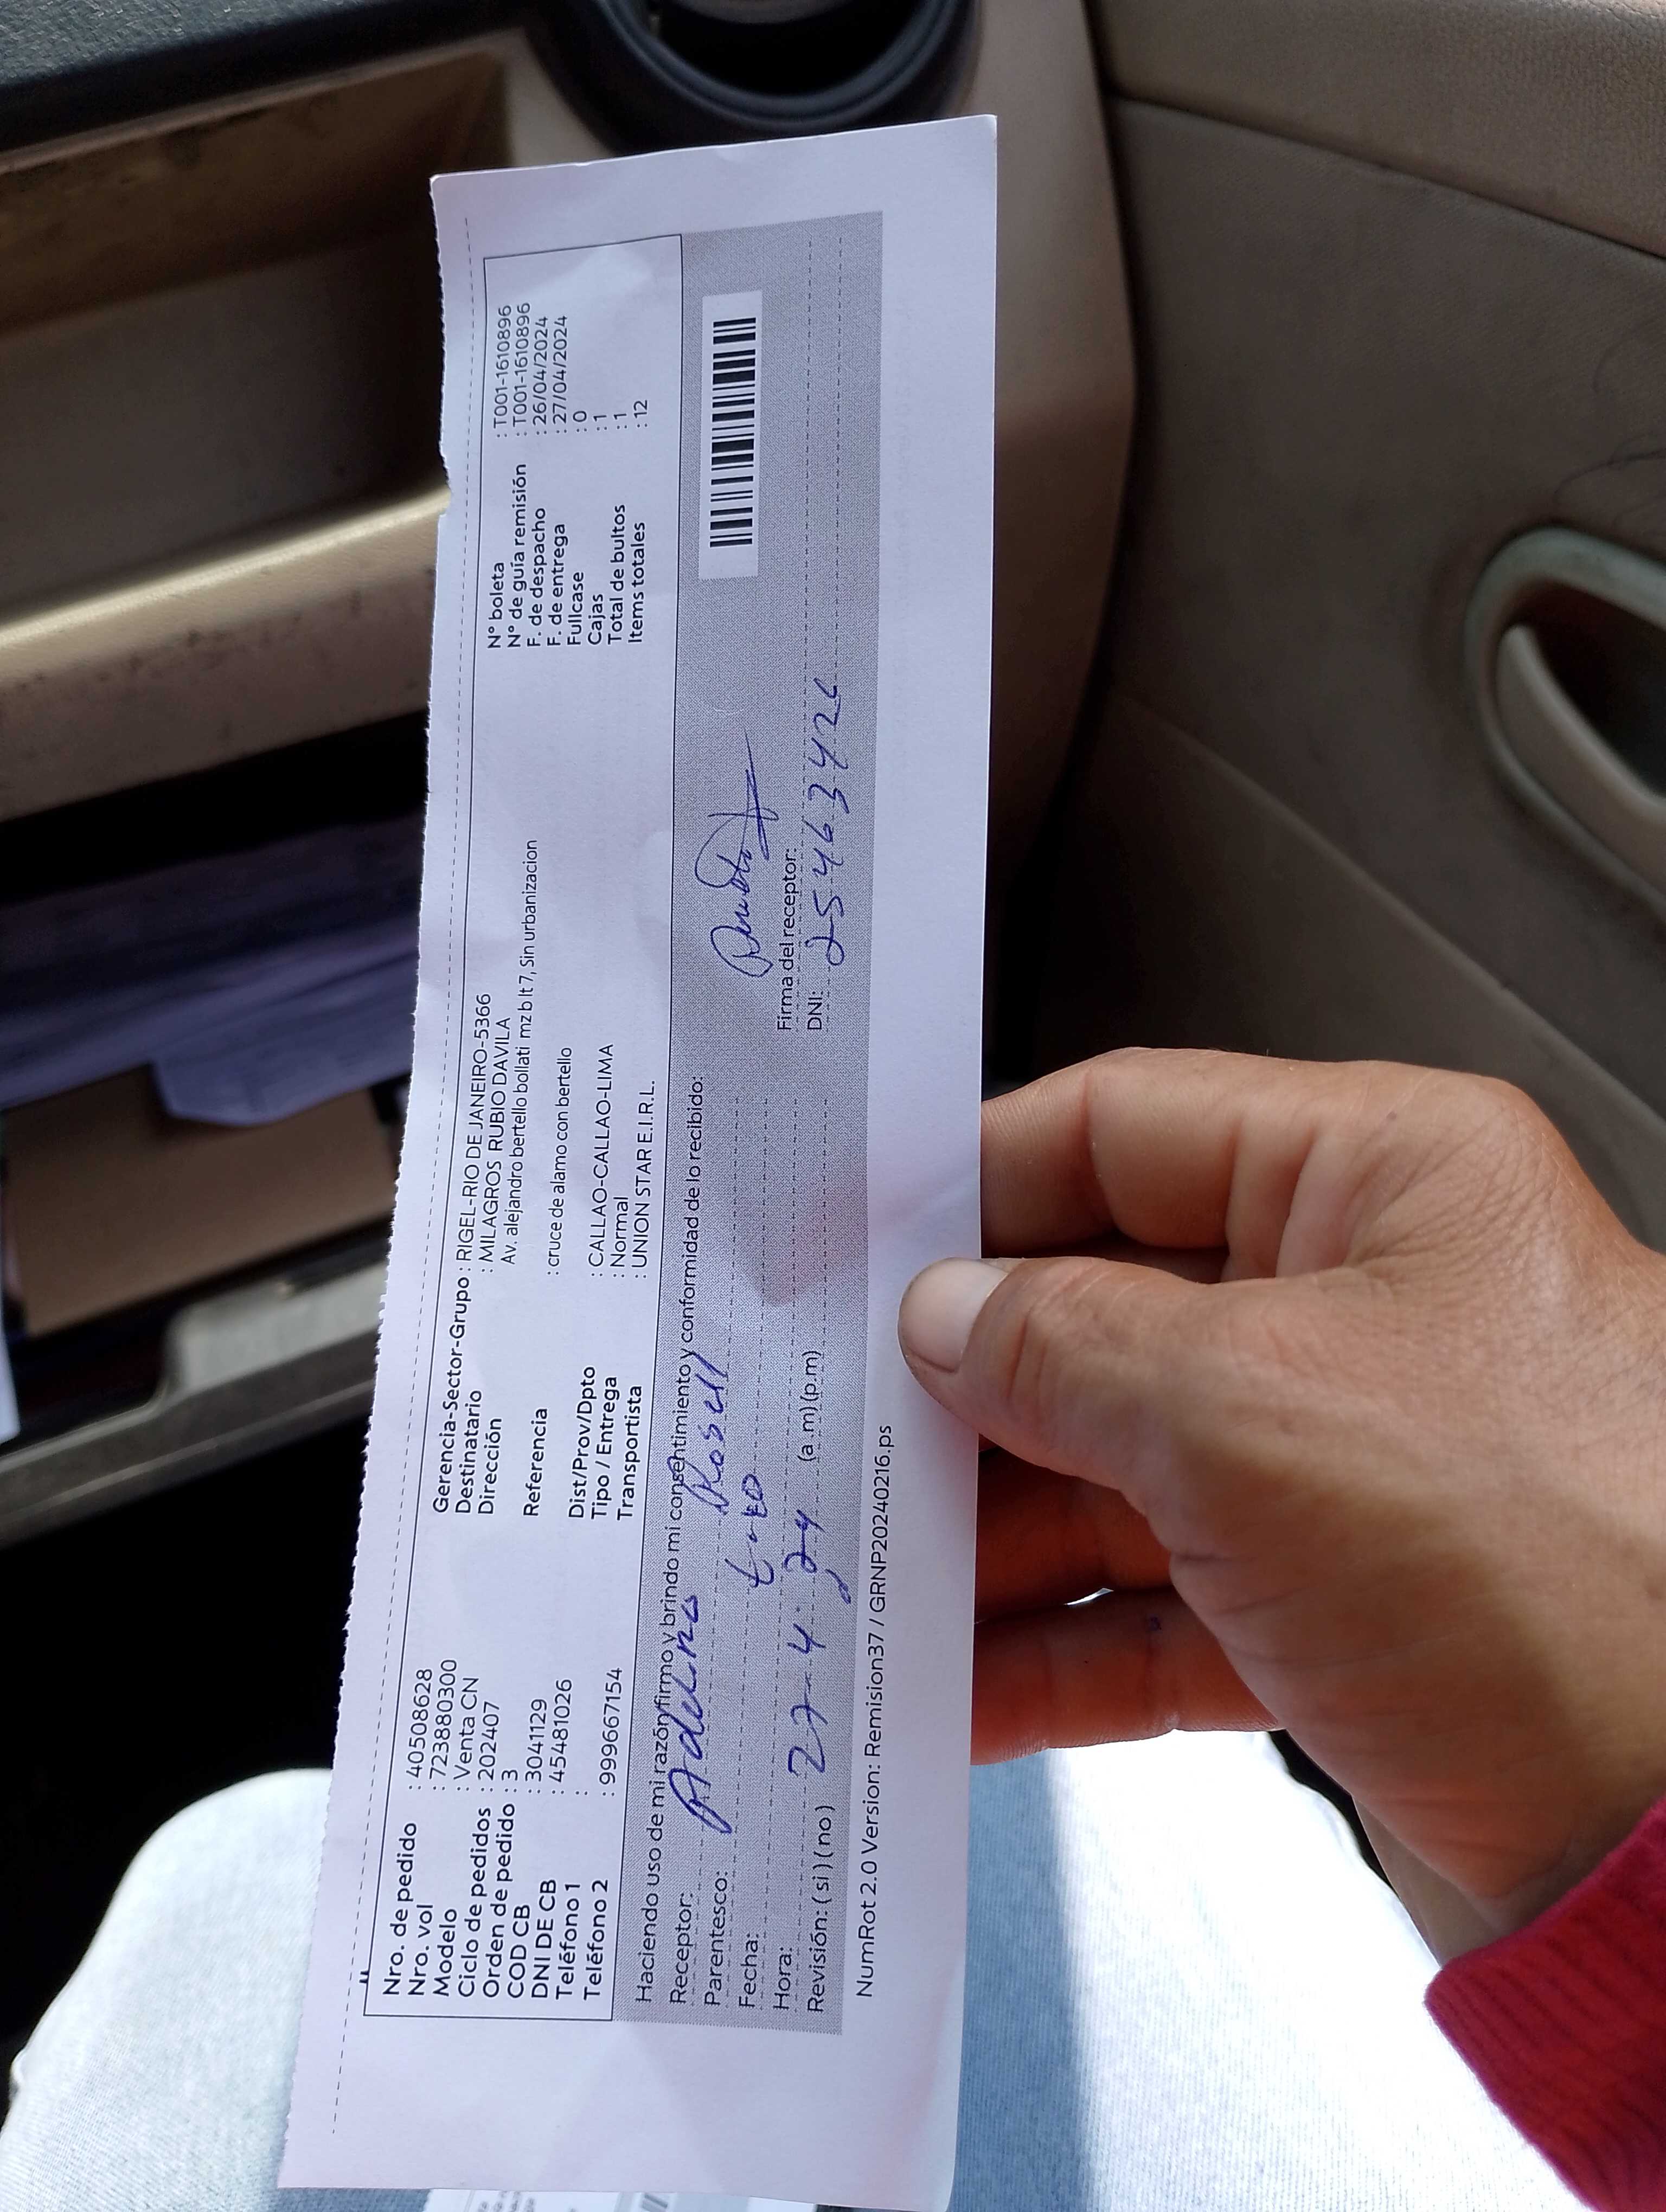 Nro. de pedido : 40508628
Nro. vol : 723880300
Modelo : Venta CN
Ciclo de pedidos : 202407
Orden de pedido : 3
COD CB : 3041129
DNI DE CB : 45481026
Teléfono 1 :
Teléfono 2 : 999667154
Gerencia-Sector-Grupo : RIGEL-RIO DE JANEIRO-5366
Destinatario : MILAGROS RUBIO DAVILA
Dirección Av. alejandro bertello bollati mz b lt 7, Sin urbanizacion
Referencia : cruce de alamo con bertello
Dist/Prov/Dpto : CALLAO-CALLAO-LIMA
Tipo / Entrega : Normal
Transportista : UNION STAR E.I.R.L.
N° boleta : T001-1610896
N° de guía remisión : T001-1610896
F. de despacho : 26/04/2024
F. de entrega : 27/04/2024
Fullcase : 0
Cajas : 1
Total de bultos : 1
Items totales : 12
Haciendo uso de mi razón firmo y brindo mi consentimiento y conformidad de lo recibido:
Receptor: Adelina
Parentesco:
Fecha: 27-4-24
Hora: (a.m)(p.m)
Revisión: (si) (no)
Firma del receptor:
DNI: 25463426
NumRot 2.0 Version: Remision37 / GRNP20240216.ps